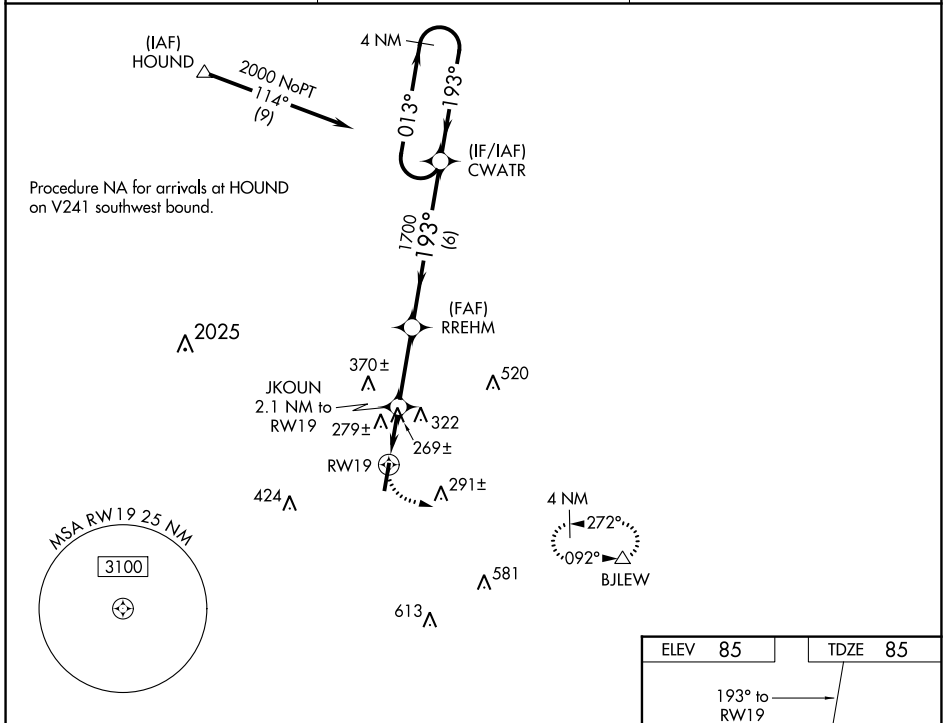 (IAF)
HOUND
2000 NoPT
114°
(9)
4 NM
013°
193°
(IF/IAF)
CWATR
Procedure NA for arrivals at HOUND
on V241 southwest bound.
1700
193°
(6)
(FAF)
RREHM
2025
370±
520
JKOUN
2.1 NM to
RW19
279±
322
269±
RW19
291±
424
4 NM
272°
092°
BJLEW
MSA RW19 25 NM
3100
581
613
ELEV 85
TDZE 85
193° to
RW19